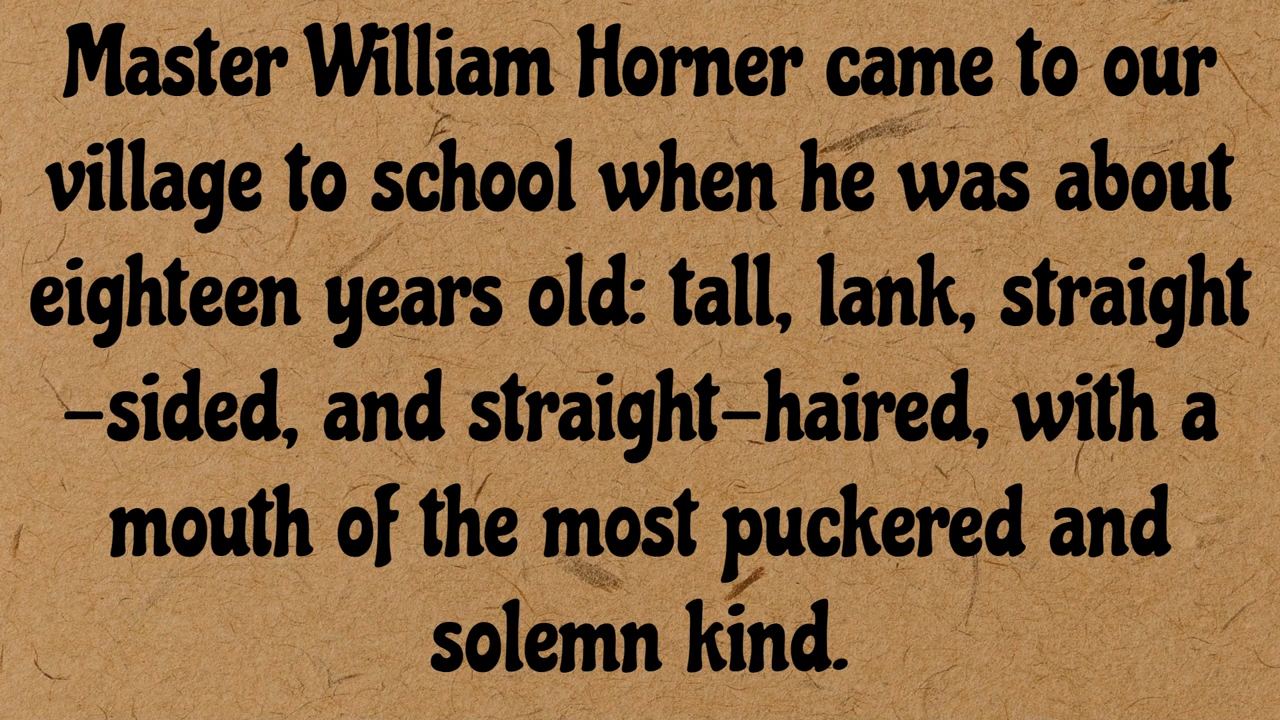 Master William Horner came to our
village to school when he was about
eighteen years old: tall, lank, straight
-sided, and straight-haired, with a
mouth of the most puckered and
solemn kind.